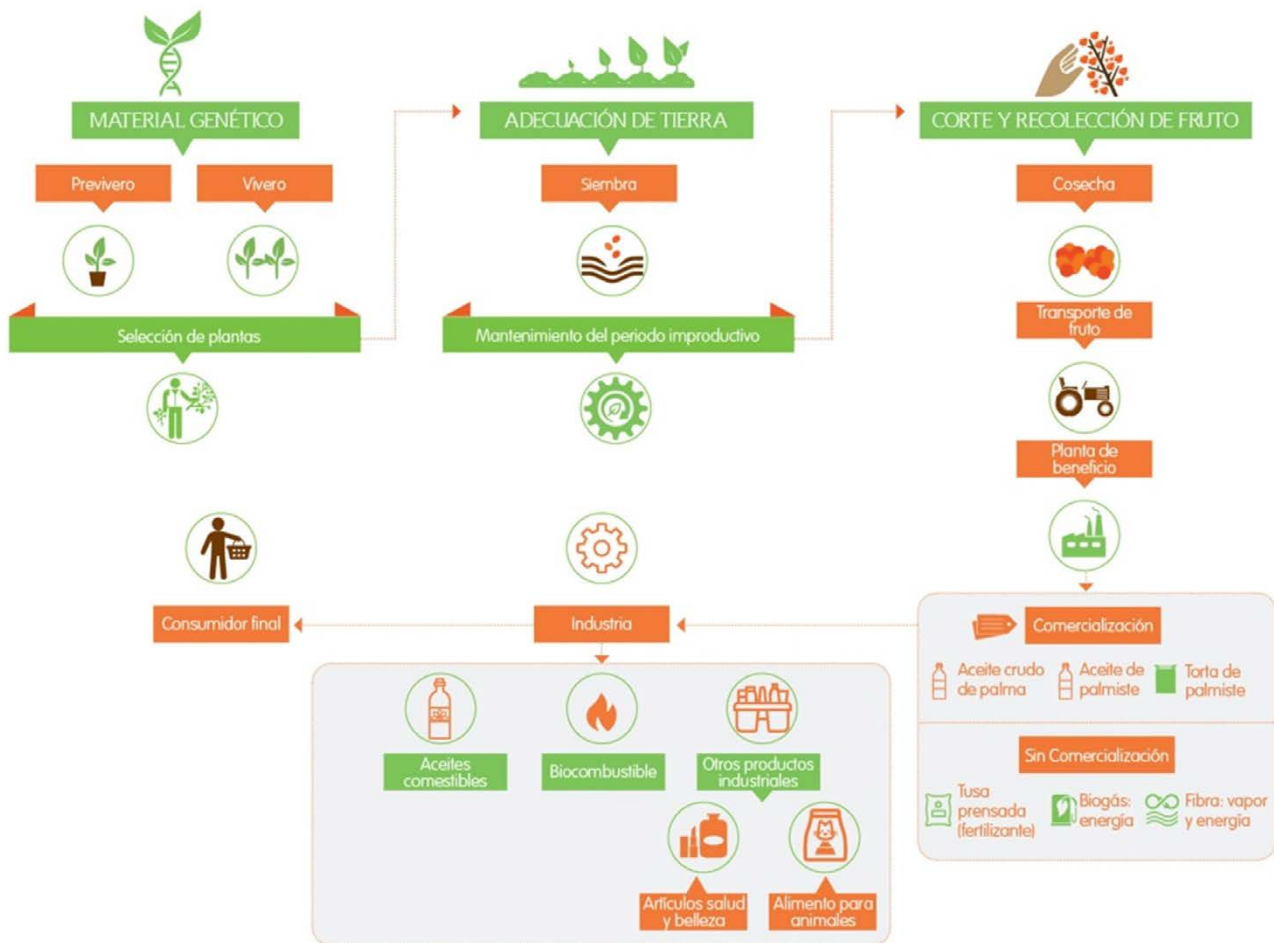 MATERIAL GENÉTICO
Previvero
Vivero
Selección de plantas
ADECUACIÓN DE TIERRA
Siembra
Mantenimiento del periodo improductivo
CORTE Y RECOLECCIÓN DE FRUTO
Cosecha
Transporte de
fruto
Planta de
beneficio
Comercialización
Aceite crudo
de palma
Aceite de
palmiste
Torta de
palmiste
Sin Comercialización
Tusa
prensada
(fertilizante)
Biogás:
energía
Fibra: vapor
y energía
Industria
Aceites
comestibles
Biocombustible
Otros productos
industriales
Artículos salud
y belleza
Alimento para
animales
Consumidor final